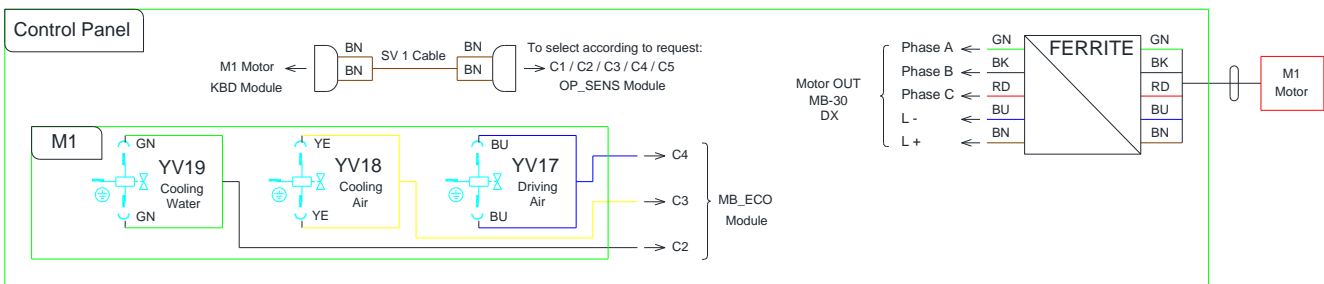 Control Panel
BN
SV 1 Cable
BN
To select according to request:
M1 Motor
BN
BN
C1 / C2 / C3 / C4 / C5
KBD Module
OP_SENS Module
Motor OUT
MB-30
DX
Phase A
GN
FERRITE
GN
Phase B
BK
BK
Phase C
RD
RD
L -
BU
BU
L +
BN
BN
M1
Motor
M1
GN
YV19
Cooling
Water
GN
YE
YV18
Cooling
Air
YE
BU
YV17
Driving
Air
BU
C4
C3
C2
MB_ECO
Module